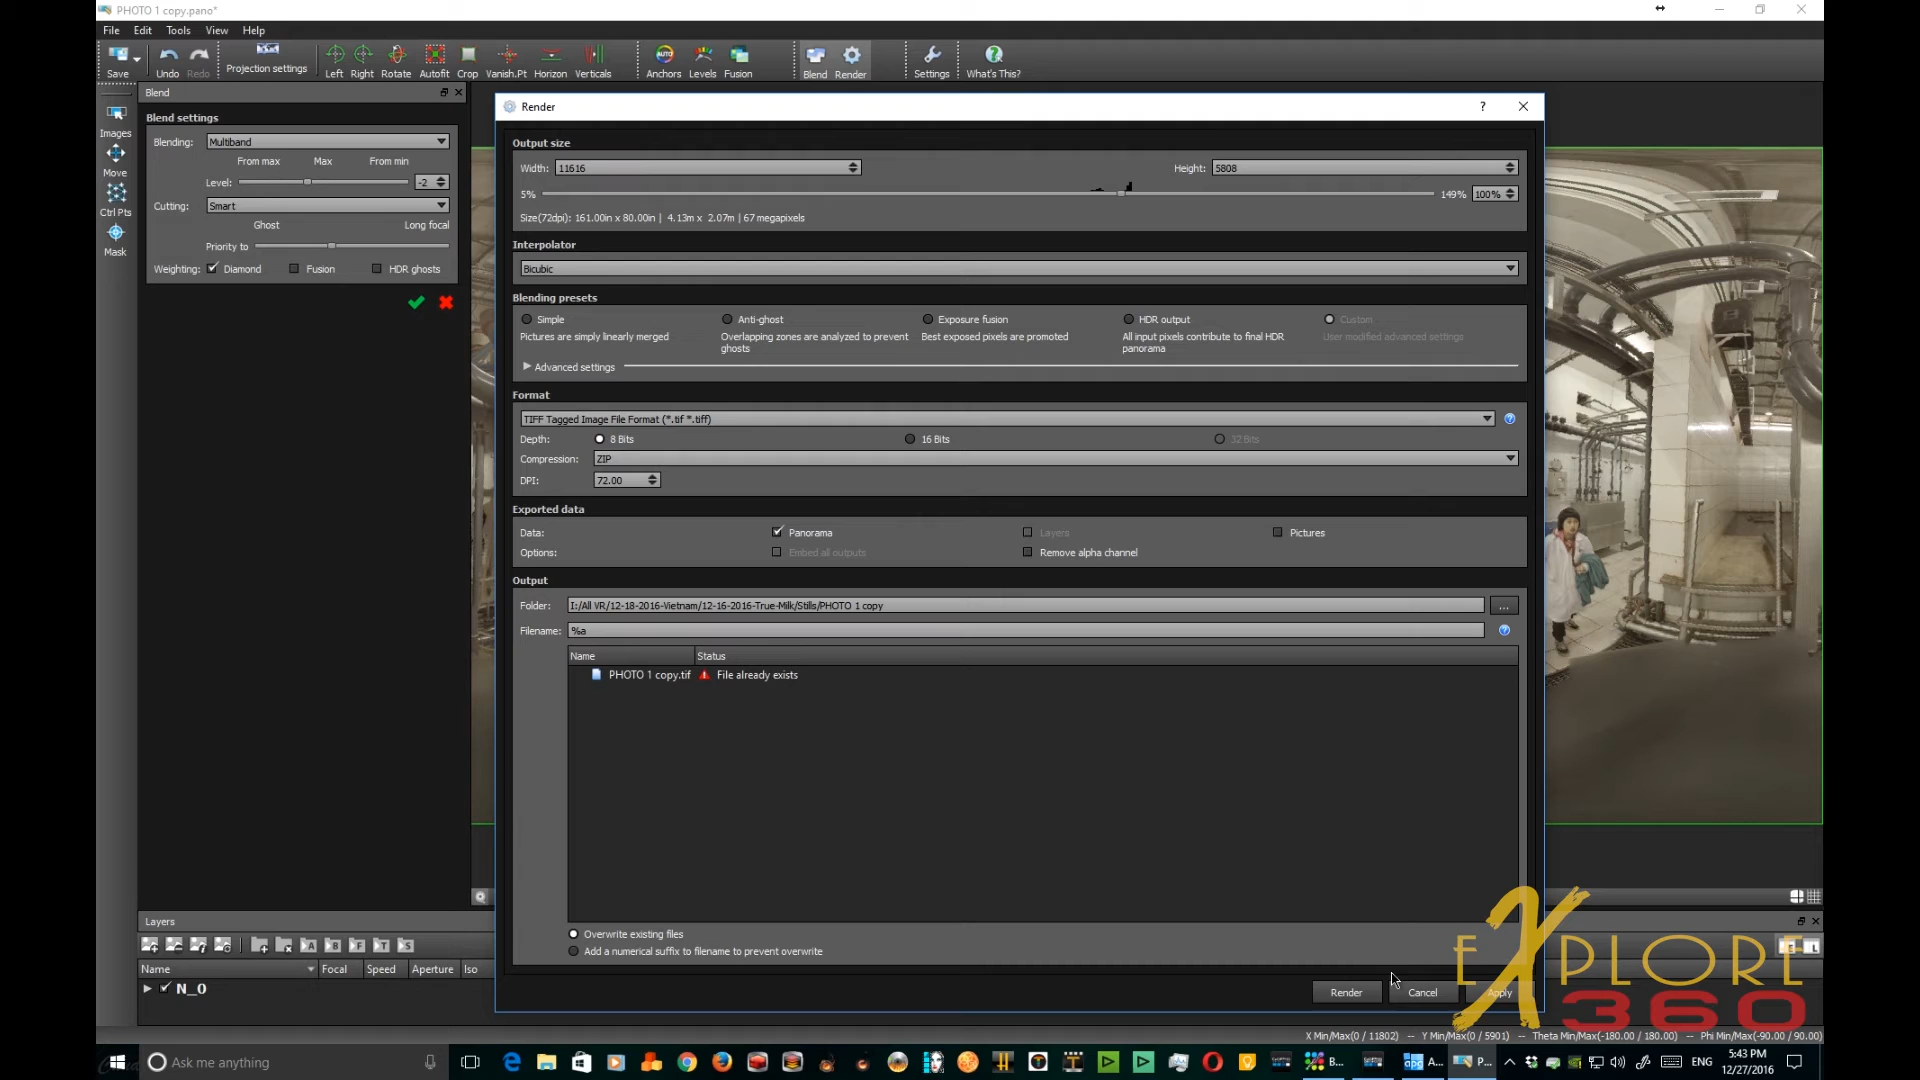 PHOTO 1 copy.pano*
File Edit Tools View Help
Save Undo Redo Projection settings Left Right Rotate Autofit Crop Vanish.Pt Horizon Verticals AUTO Anchors Levels Fusion Blend Render Settings What's This?
Blend
Images
Move
Ctrl Pts
Mask
Blend settings
Blending: Multiband
From max Max From min
Level: -2
Cutting: Smart
Ghost Long focal
Priority to
Weighting: Diamond Fusion HDR ghosts
Render ?
Output size
Width: 11616 Height: 5808
5% 149% 100%
Size(72dpi): 161.00in x 80.00in | 4.13m x 2.07m | 67 megapixels
Interpolator
Bicubic
Blending presets
Simple Anti-ghost Exposure fusion HDR output Custom
Pictures are simply linearly merged Overlapping zones are analyzed to prevent ghosts Best exposed pixels are promoted All input pixels contribute to final HDR panorama User modified advanced settings
Advanced settings
Format
TIFF Tagged Image File Format (*.tif *.tiff)
Depth: 8 Bits 16 Bits 32 Bits
Compression: ZIP
DPI: 72.00
Exported data
Data: Panorama Layers Pictures
Options: Embed all outputs Remove alpha channel
Output
Folder: I:/All VR/12-18-2016-Vietnam/12-16-2016-True-Milk/Stills/PHOTO 1 copy ...
Filename: %a
Name Status
PHOTO 1 copy.tif File already exists
Overwrite existing files
Add a numerical suffix to filename to prevent overwrite
Render Cancel Apply
Layers
Name Focal Speed Aperture Iso
N_0
EXPLORE
360
X Min/Max(0 / 11802) -- Y Min/Max(0 / 5901) -- Theta Min/Max(-180.00 / 180.00) -- Phi Min/Max(-90.00 / 90.00)
Ask me anything
B... A... P... ENG 5:43 PM
12/27/2016